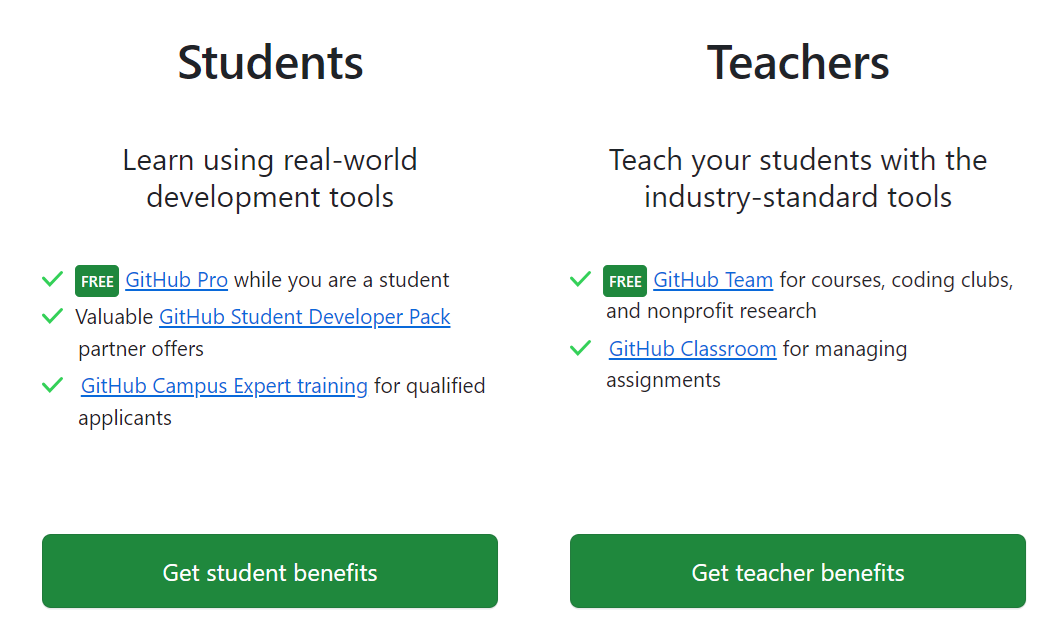 Students
Learn using real-world
development tools
FREE GitHub Pro while you are a student
Valuable GitHub Student Developer Pack
partner offers
GitHub Campus Expert training for qualified
applicants
Get student benefits
Teachers
Teach your students with the
industry-standard tools
FREE GitHub Team for courses, coding clubs,
and nonprofit research
GitHub Classroom for managing
assignments
Get teacher benefits